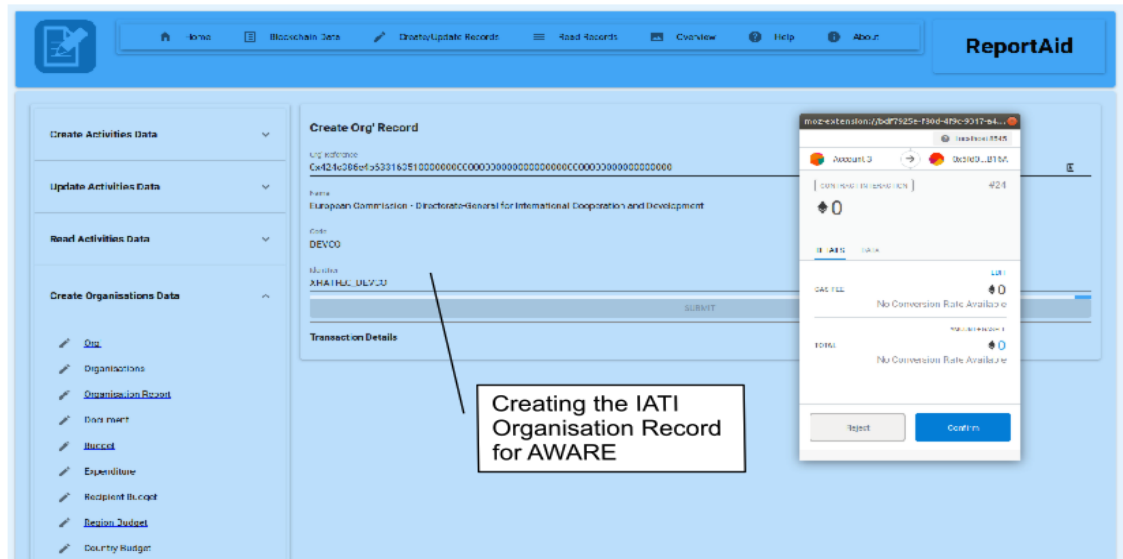 Home
Blockchain Data
Create/Update Records
Read Records
Overview
Help
About
ReportAid
Create Activities Data
Update Activities Data
Read Activities Data
Create Organisations Data
Org'
Organisations
Organisation Report
Document
Budget
Expenditure
Recipient Budget
Region Budget
Country Budget
Create Org' Record
Org' Reference
Name
European Commission - Directorate-General for International Cooperation and Development
Code
DEVCO
Identifier
SUBMIT
Transaction Details
Creating the IATI
Organisation Record
for AWARE
Localhost 8545
Account 3
CONTRACT INTERACTION
#24
0
DETAILS
DATA
EDIT
GAS FEE
0
No Conversion Rate Available
TOTAL
0
No Conversion Rate Available
Reject
Confirm